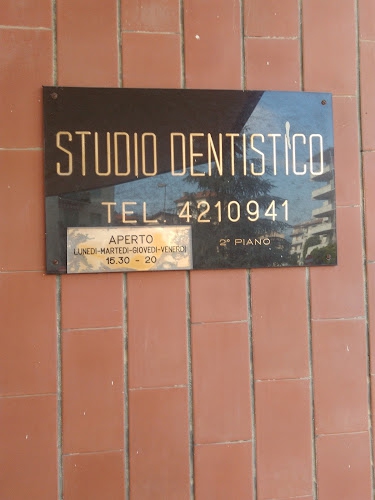 STUDIO DENTISTICO
TEL. 4210941
2° PIANO
APERTO
LUNEDI-MARTEDI-GIOVEDI-VENERDI
15.30 - 20